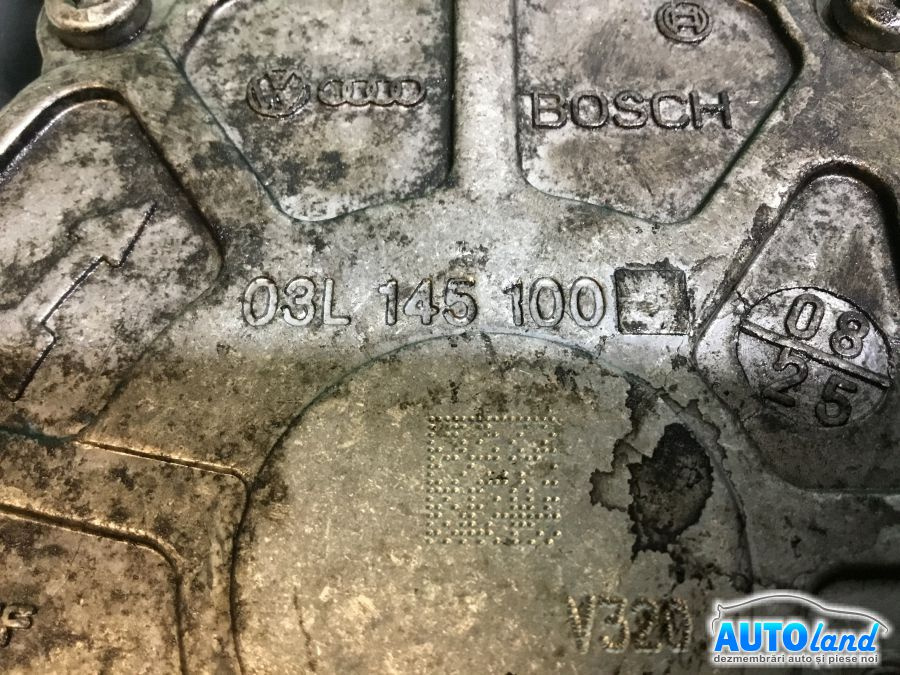 BOSCH
03L 145 100
08
25
V320
AUTOland
dezmembrări auto și piese noi